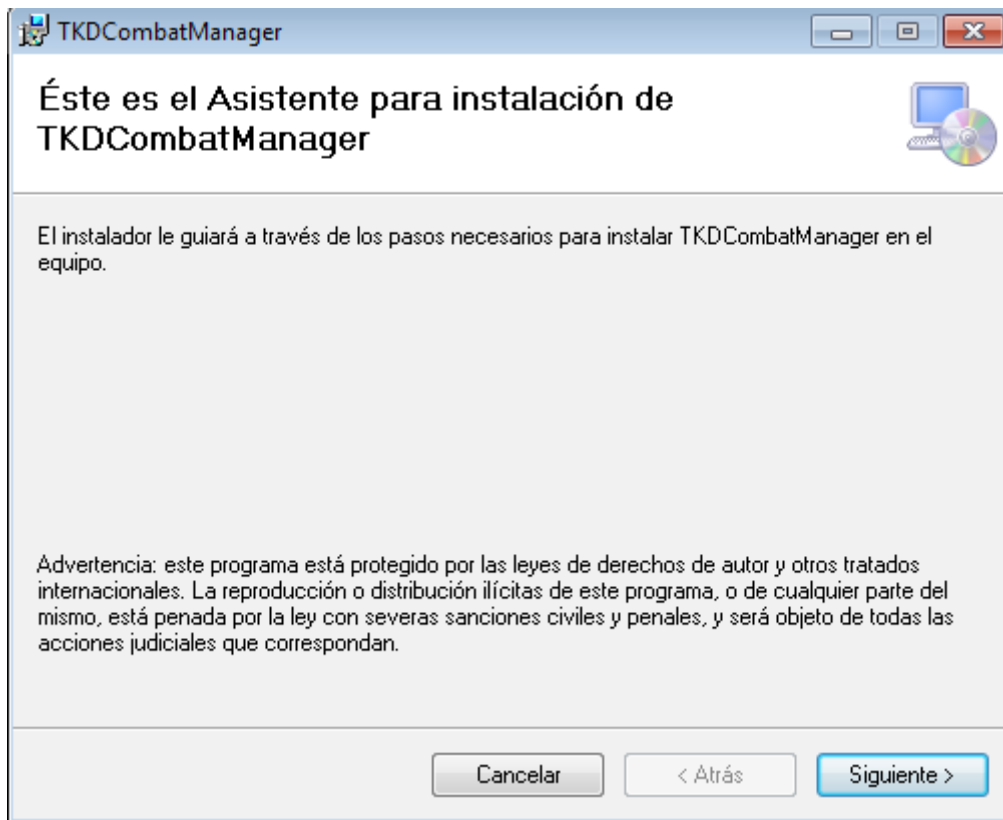 TKDCombatManager
Éste es el Asistente para instalación de
TKDCombatManager
El instalador le guiará a través de los pasos necesarios para instalar TKDCombatManager en el
equipo.
Advertencia: este programa está protegido por las leyes de derechos de autor y otros tratados
internacionales. La reproducción o distribución ilícitas de este programa, o de cualquier parte del
mismo, está penada por la ley con severas sanciones civiles y penales, y será objeto de todas las
acciones judiciales que correspondan.
Cancelar
< Atrás
Siguiente >